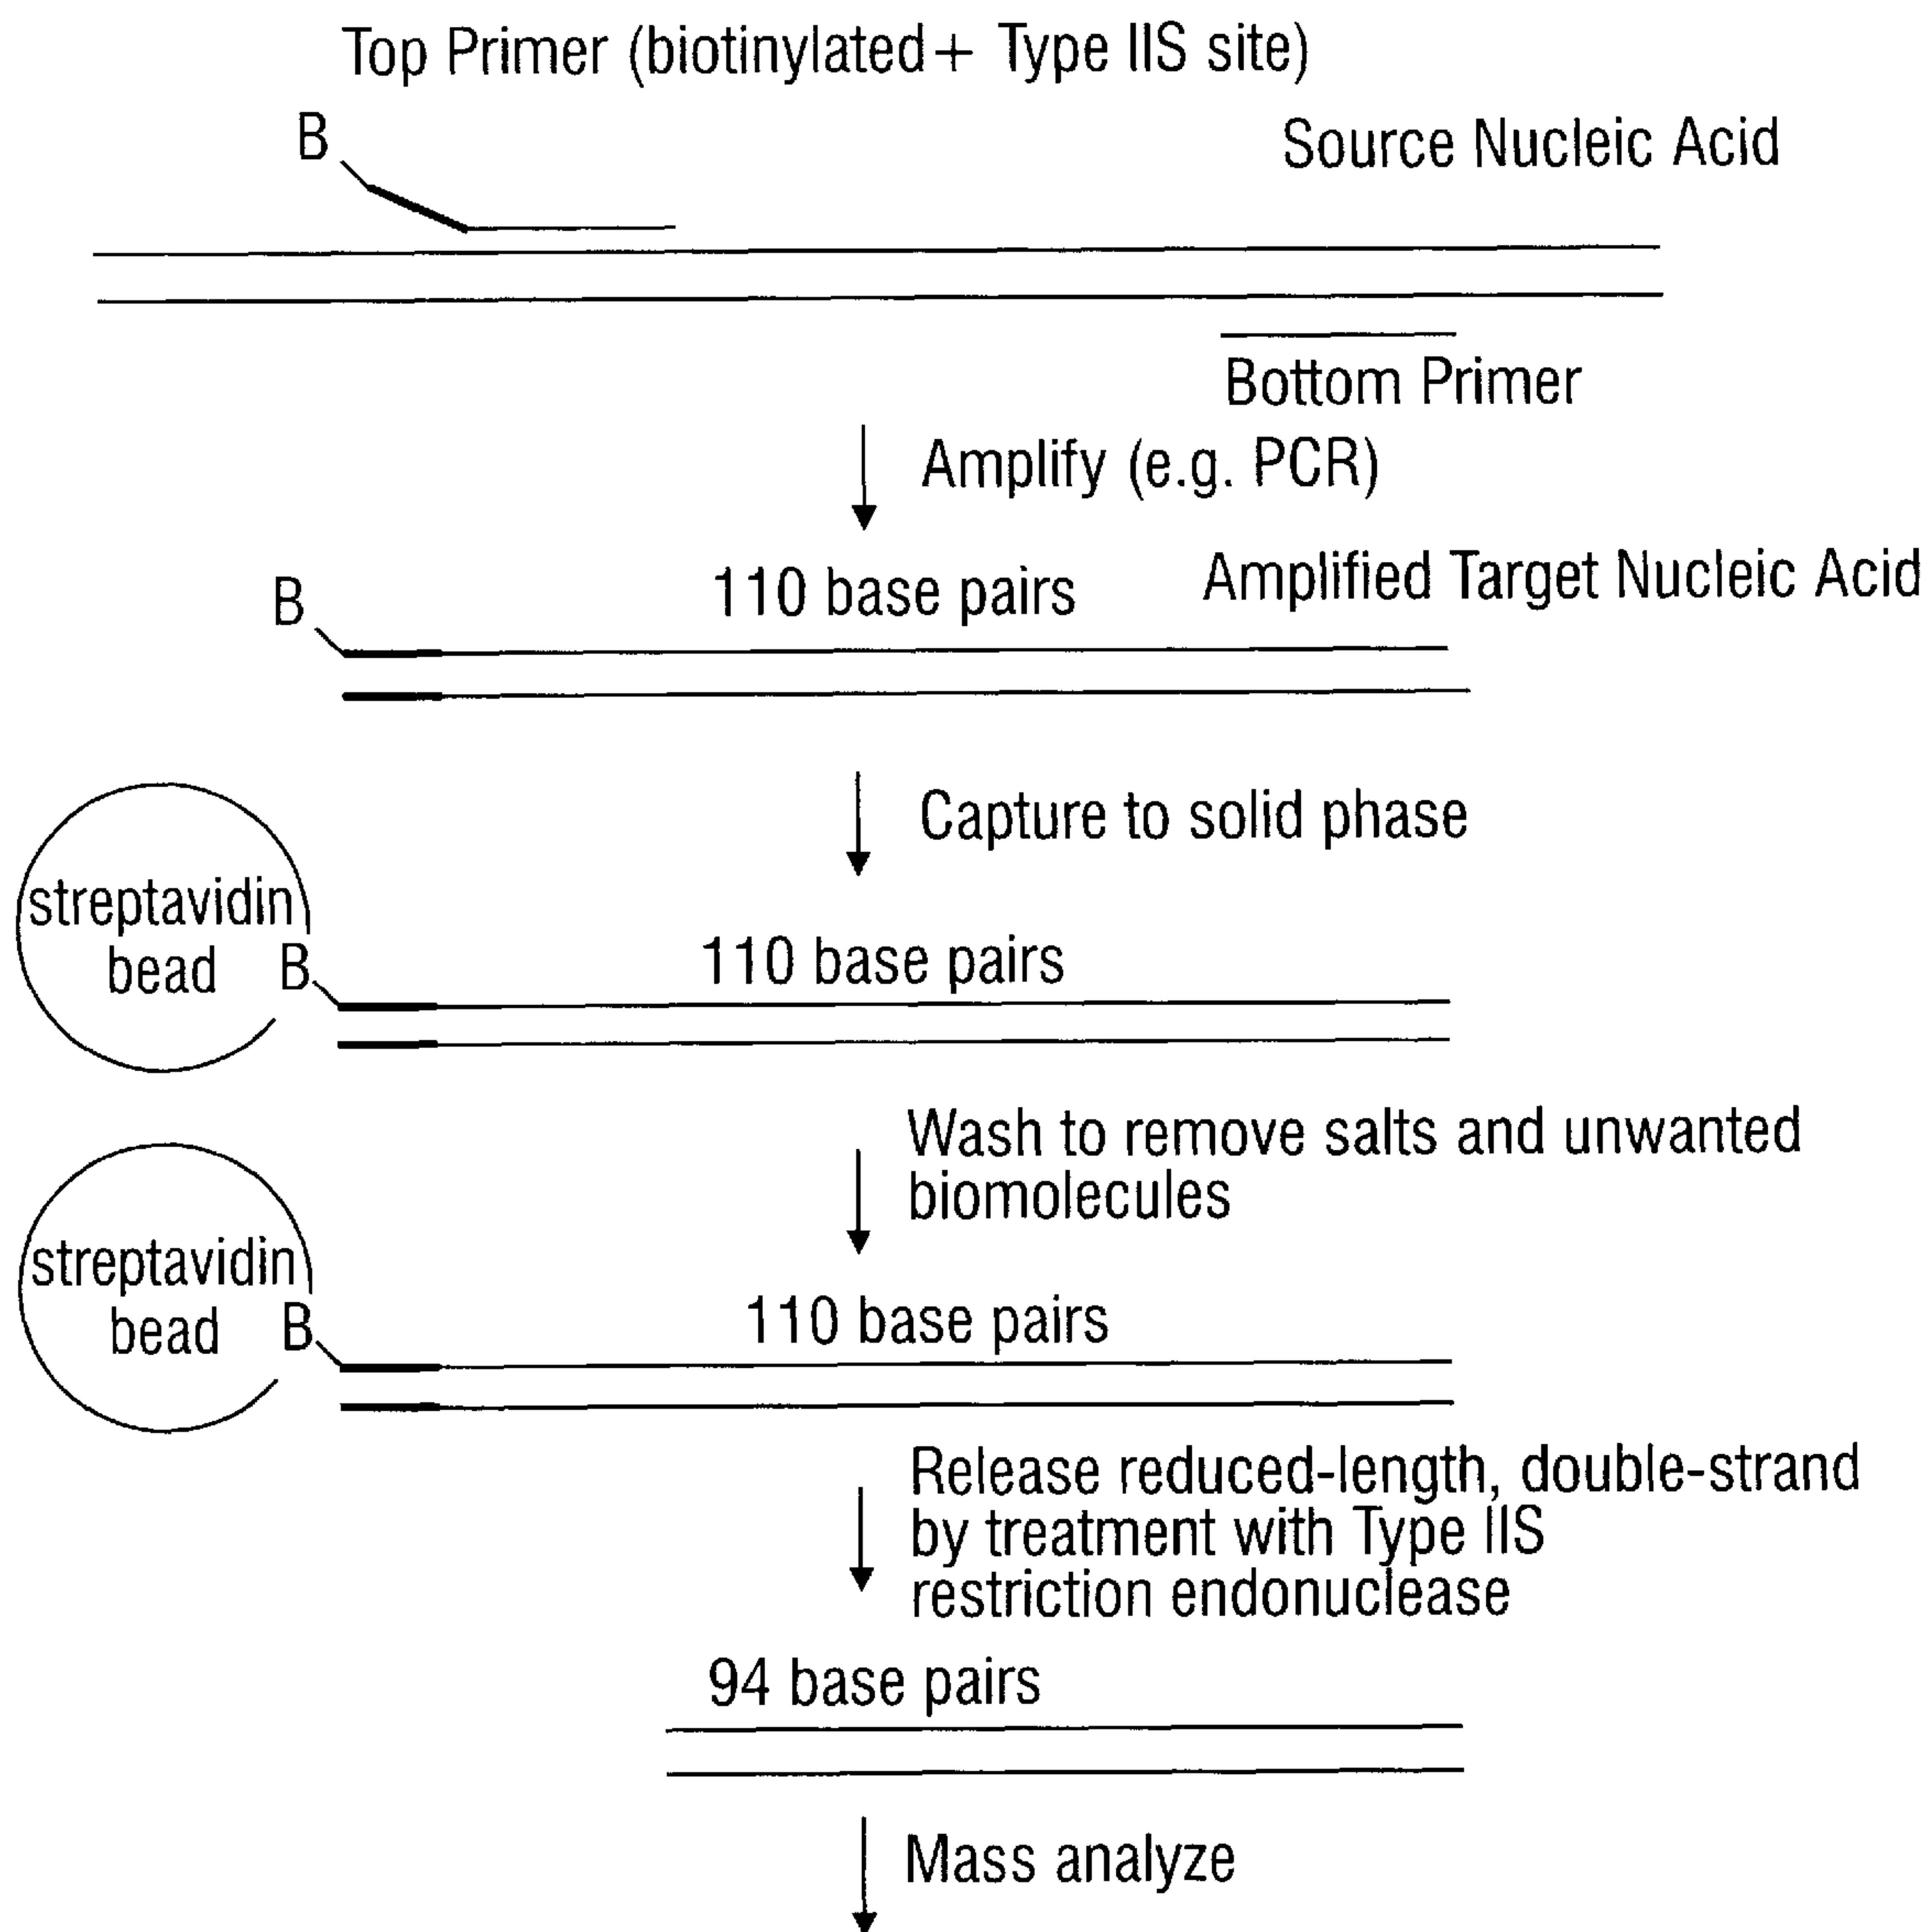 Top Primer (biotinylated + Type IIS site)
B
Source Nucleic Acid
Bottom Primer
Amplify (e.g. PCR)
110 base pairs
Amplified Target Nucleic Acid
B
Capture to solid phase
streptavidin
bead
B
110 base pairs
Wash to remove salts and unwanted
biomolecules
streptavidin
bead
B
110 base pairs
Release reduced-length, double-strand
by treatment with Type IIS
restriction endonuclease
94 base pairs
Mass analyze